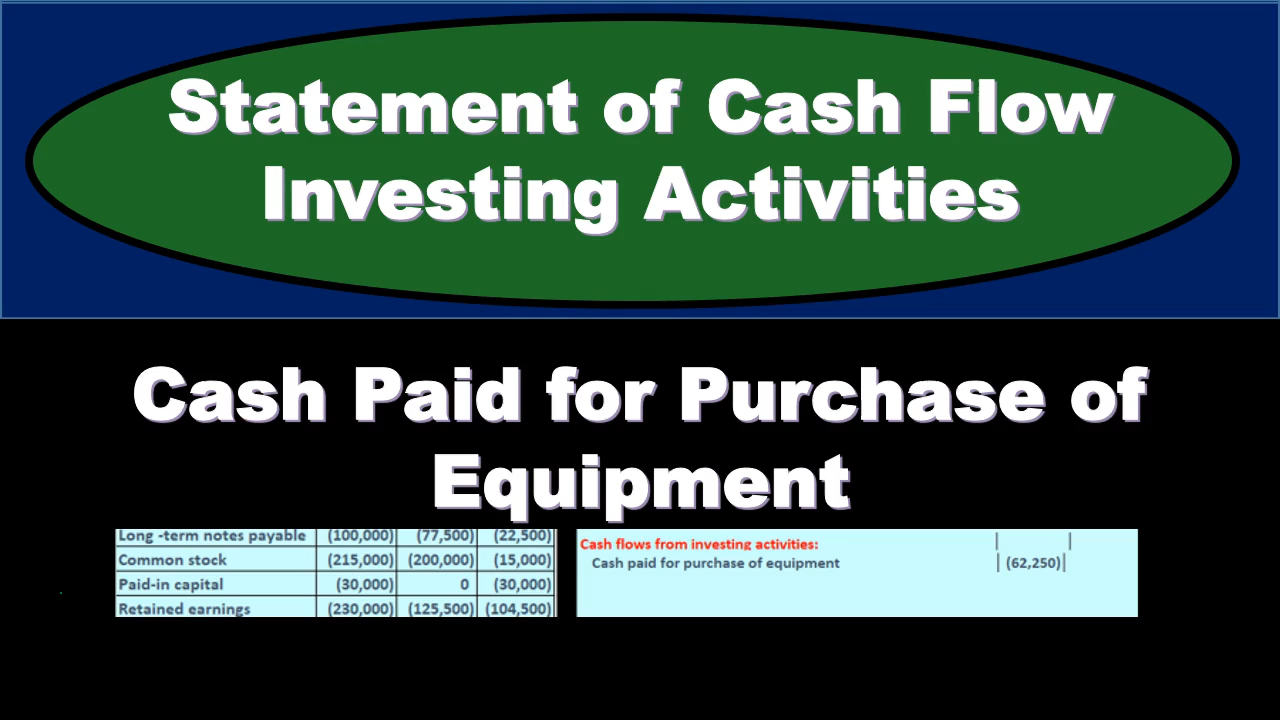 Statement of Cash Flow
Investing Activities
Cash Paid for Purchase of
Equipment
Long -term notes payable (100,000) (77,500) (22,500)
Common stock (215,000) (200,000) (15,000)
Paid-in capital (30,000) 0 (30,000)
Retained earnings (230,000) (125,500) (104,500)
Cash flows from investing activities:
Cash paid for purchase of equipment (62,250)